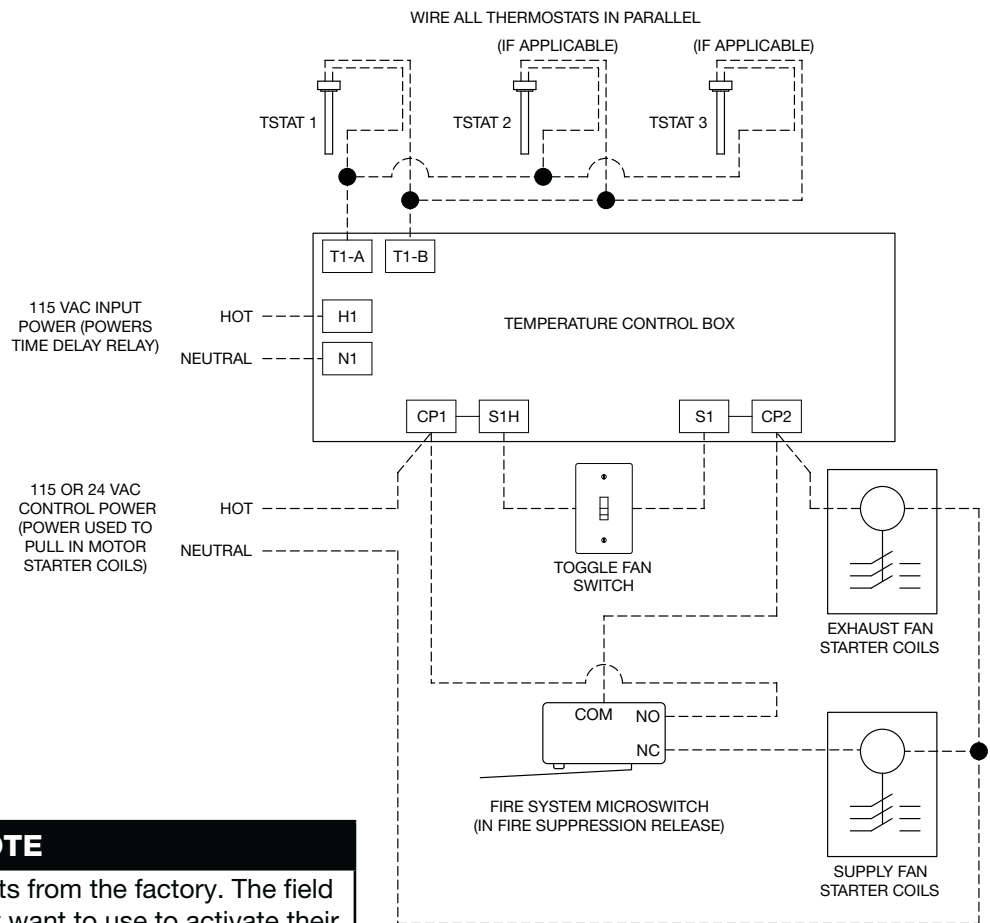 WIRE ALL THERMOSTATS IN PARALLEL
(IF APPLICABLE)
(IF APPLICABLE)
TSTAT 1
TSTAT 2
TSTAT 3
T1-A
T1-B
115 VAC INPUT
POWER (POWERS
TIME DELAY RELAY)
HOT
H1
NEUTRAL
N1
TEMPERATURE CONTROL BOX
CP1
S1H
S1
CP2
115 OR 24 VAC
CONTROL POWER
(POWER USED TO
PULL IN MOTOR
STARTER COILS)
HOT
NEUTRAL
TOGGLE FAN
SWITCH
EXHAUST FAN
STARTER COILS
COM
NO
NC
FIRE SYSTEM MICROSWITCH
(IN FIRE SUPPRESSION RELEASE)
SUPPLY FAN
STARTER COILS
from the factory. The field
want to use to activate their